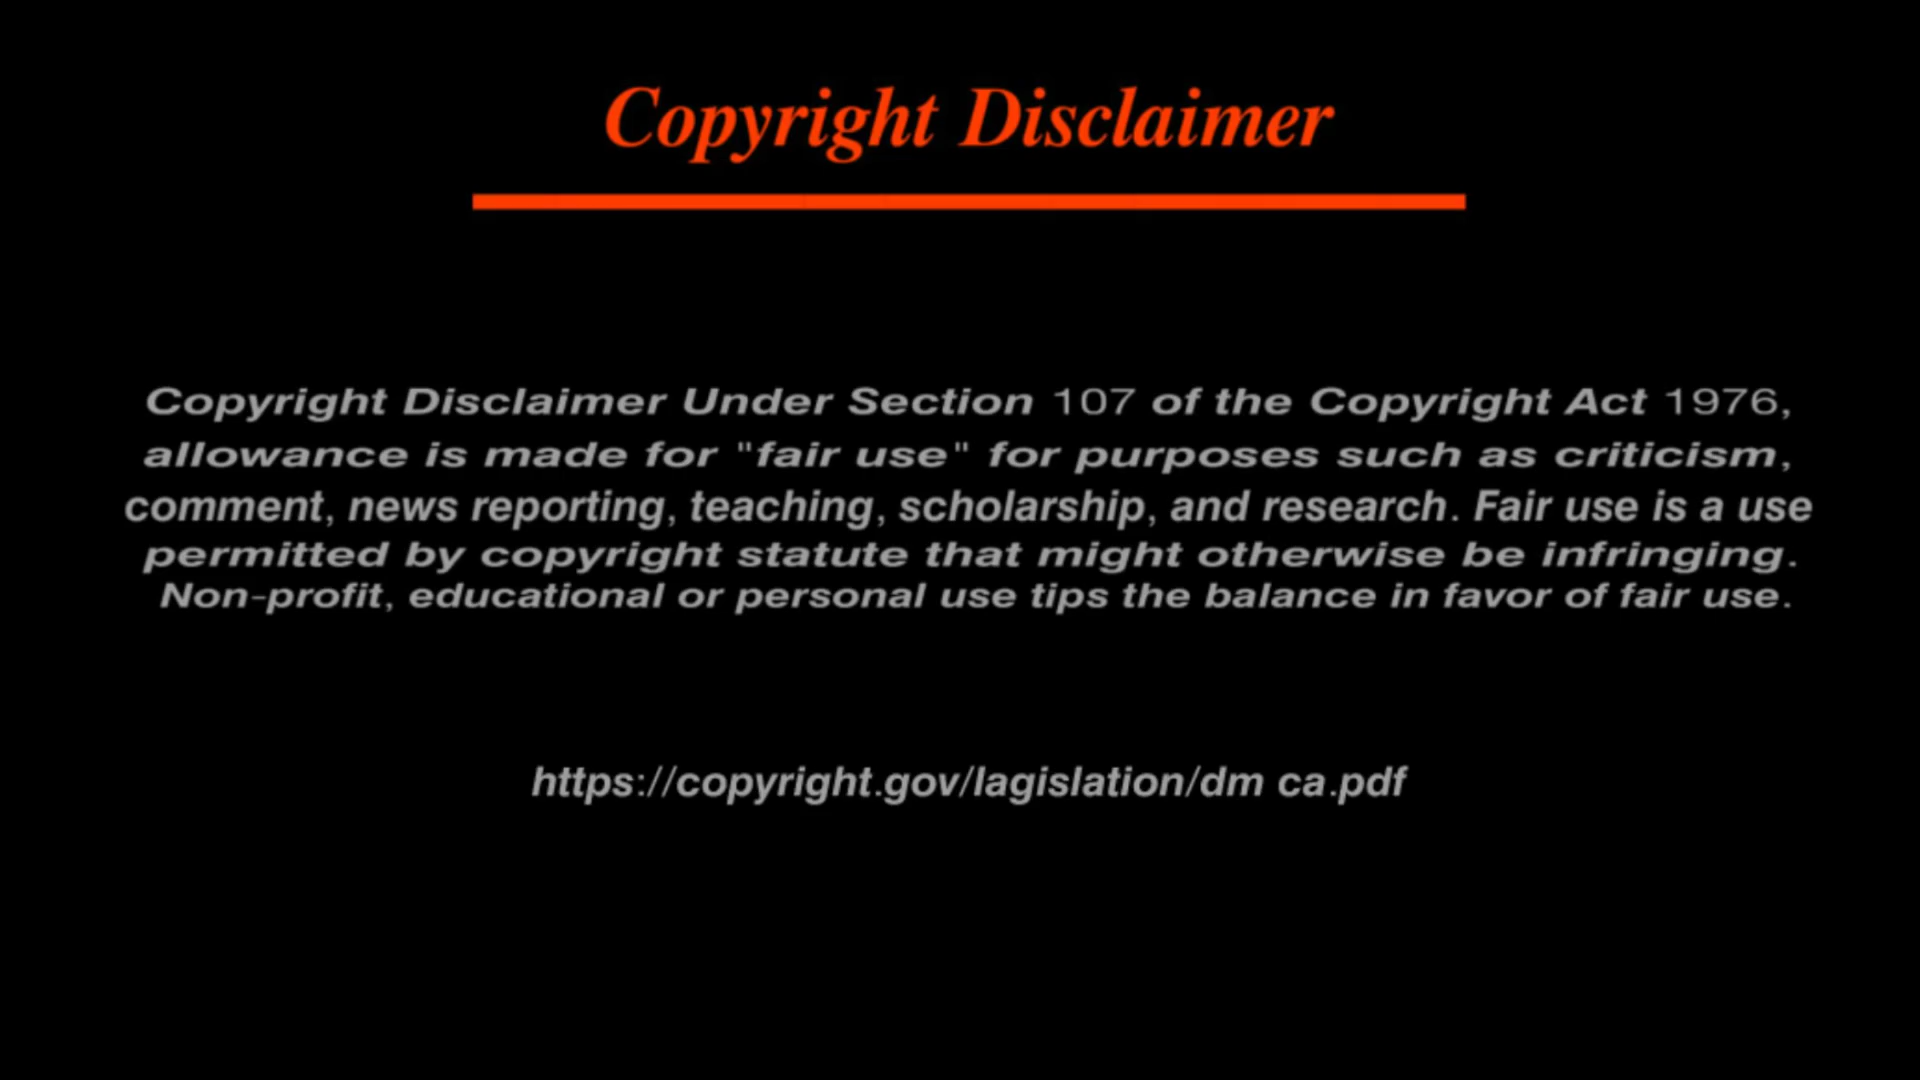 Copyright Disclaimer
Copyright Disclaimer Under Section 107 of the Copyright Act 1976,
allowance is made for "fair use" for purposes such as criticism,
comment, news reporting, teaching, scholarship, and research. Fair use is a use
permitted by copyright statute that might otherwise be infringing.
Non-profit, educational or personal use tips the balance in favor of fair use.
https://copyright.gov/lagislation/dm ca.pdf